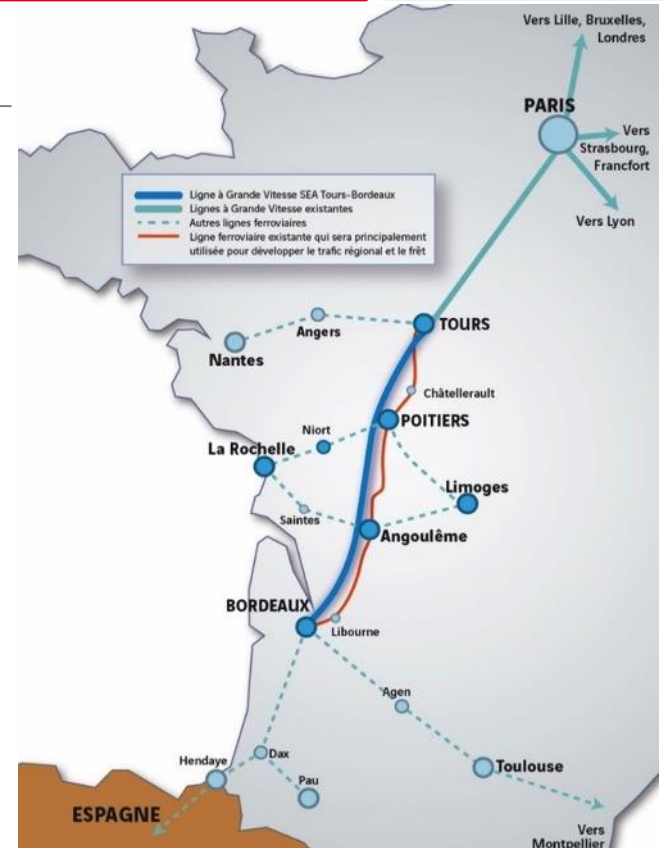 Vers Lille, Bruxelles,
Londres
PARIS
Vers
Strasbourg,
Francfort
Vers Lyon
Ligne à Grande Vitesse SEA Tours-Bordeaux
Lignes à Grande Vitesse existantes
Autres lignes ferroviaires
Ligne ferroviaire existante qui sera principalement
utilisée pour développer le trafic régional et le frêt
TOURS
Angers
Nantes
Châtellerault
POITIERS
Niort
La Rochelle
Limoges
Saintes
Angoulême
BORDEAUX
Libourne
Agen
Dax
Hendaye
Toulouse
Pau
ESPAGNE
Vers
Montpellier